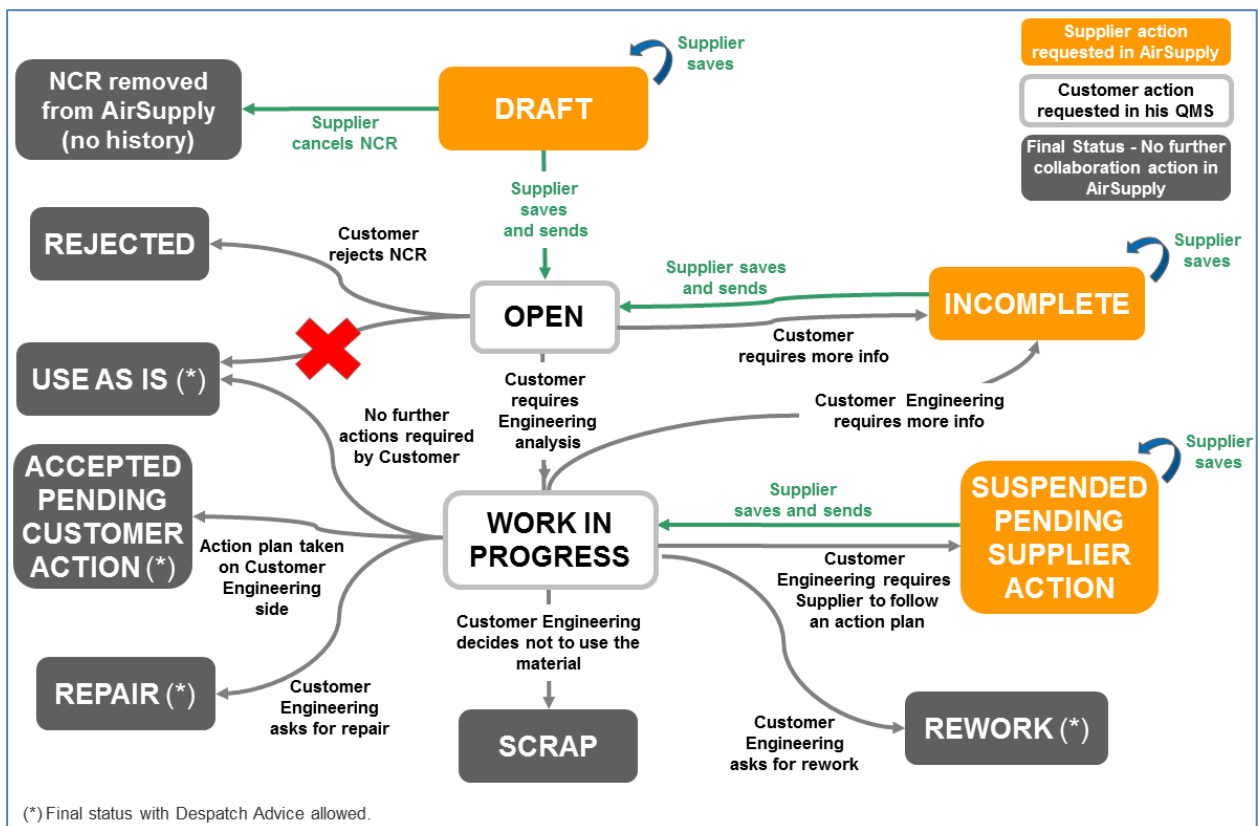 Supplier
saves
Supplier action
requested in AirSupply
NCR removed
from AirSupply
(no history)
DRAFT
Customer action
requested in his QMS
Supplier
cancels NCR
Final Status - No further
collaboration action in
AirSupply
Supplier
saves
and sends
REJECTED
Customer
rejects NCR
Supplier saves
and sends
Supplier
saves
OPEN
INCOMPLETE
Customer
requires more info
USE AS IS (*)
Customer
requires
Engineering
analysis
No further
actions required
by Customer
Customer Engineering
requires more info
ACCEPTED
PENDING
CUSTOMER
ACTION (*)
Supplier
saves
Supplier
saves and sends
SUSPENDED
PENDING
SUPPLIER
ACTION
WORK IN
PROGRESS
Action plan taken
on Customer
Engineering
side
Customer
Engineering requires
Supplier to follow
an action plan
Customer Engineering
decides not to use the
material
REPAIR (*)
Customer
Engineering
asks for repair
SCRAP
Customer
Engineering
asks for rework
REWORK (*)
(*) Final status with Despatch Advice allowed.